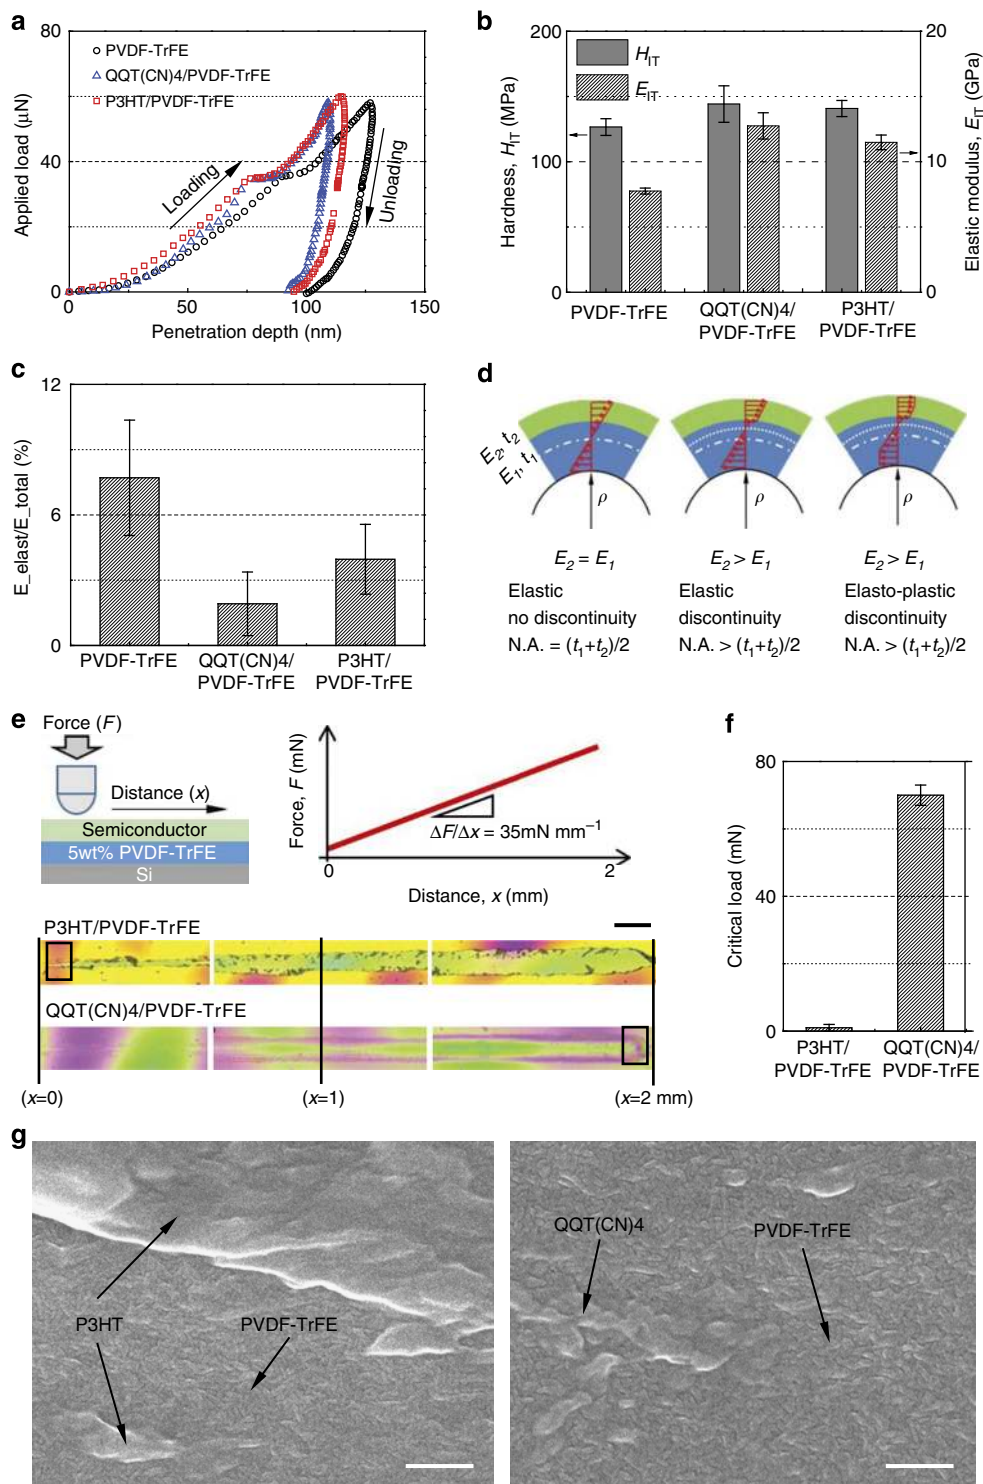 a
80
60
40
20
0
0
50
100
150
Applied load (μN)
Penetration depth (nm)
PVDF-TrFE
QQT(CN)4/PVDF-TrFE
P3HT/PVDF-TrFE
Loading
Unloading
b
200
100
0
20
10
0
Hardness, H_IT (MPa)
Elastic modulus, E_IT (GPa)
H_IT
E_IT
PVDF-TrFE
QQT(CN)4/
PVDF-TrFE
P3HT/
PVDF-TrFE
c
12
6
0
E_elast/E_total (%)
PVDF-TrFE
QQT(CN)4/
PVDF-TrFE
P3HT/
PVDF-TrFE
d
E2, t2
E1, t1
ρ
ρ
ρ
E2 = E1
Elastic
no discontinuity
N.A. = (t1+t2)/2
E2 > E1
Elastic
discontinuity
N.A. > (t1+t2)/2
E2 > E1
Elasto-plastic
discontinuity
N.A. > (t1+t2)/2
e
Force (F)
Distance (x)
Semiconductor
5wt% PVDF-TrFE
Si
Force, F (mN)
ΔF/Δx = 35mN mm⁻¹
0
2
Distance, x (mm)
P3HT/PVDF-TrFE
QQT(CN)4/PVDF-TrFE
(x=0)
(x=1)
(x=2 mm)
f
80
40
0
Critical load (mN)
P3HT/
PVDF-TrFE
QQT(CN)4/
PVDF-TrFE
g
P3HT
PVDF-TrFE
QQT(CN)4
PVDF-TrFE